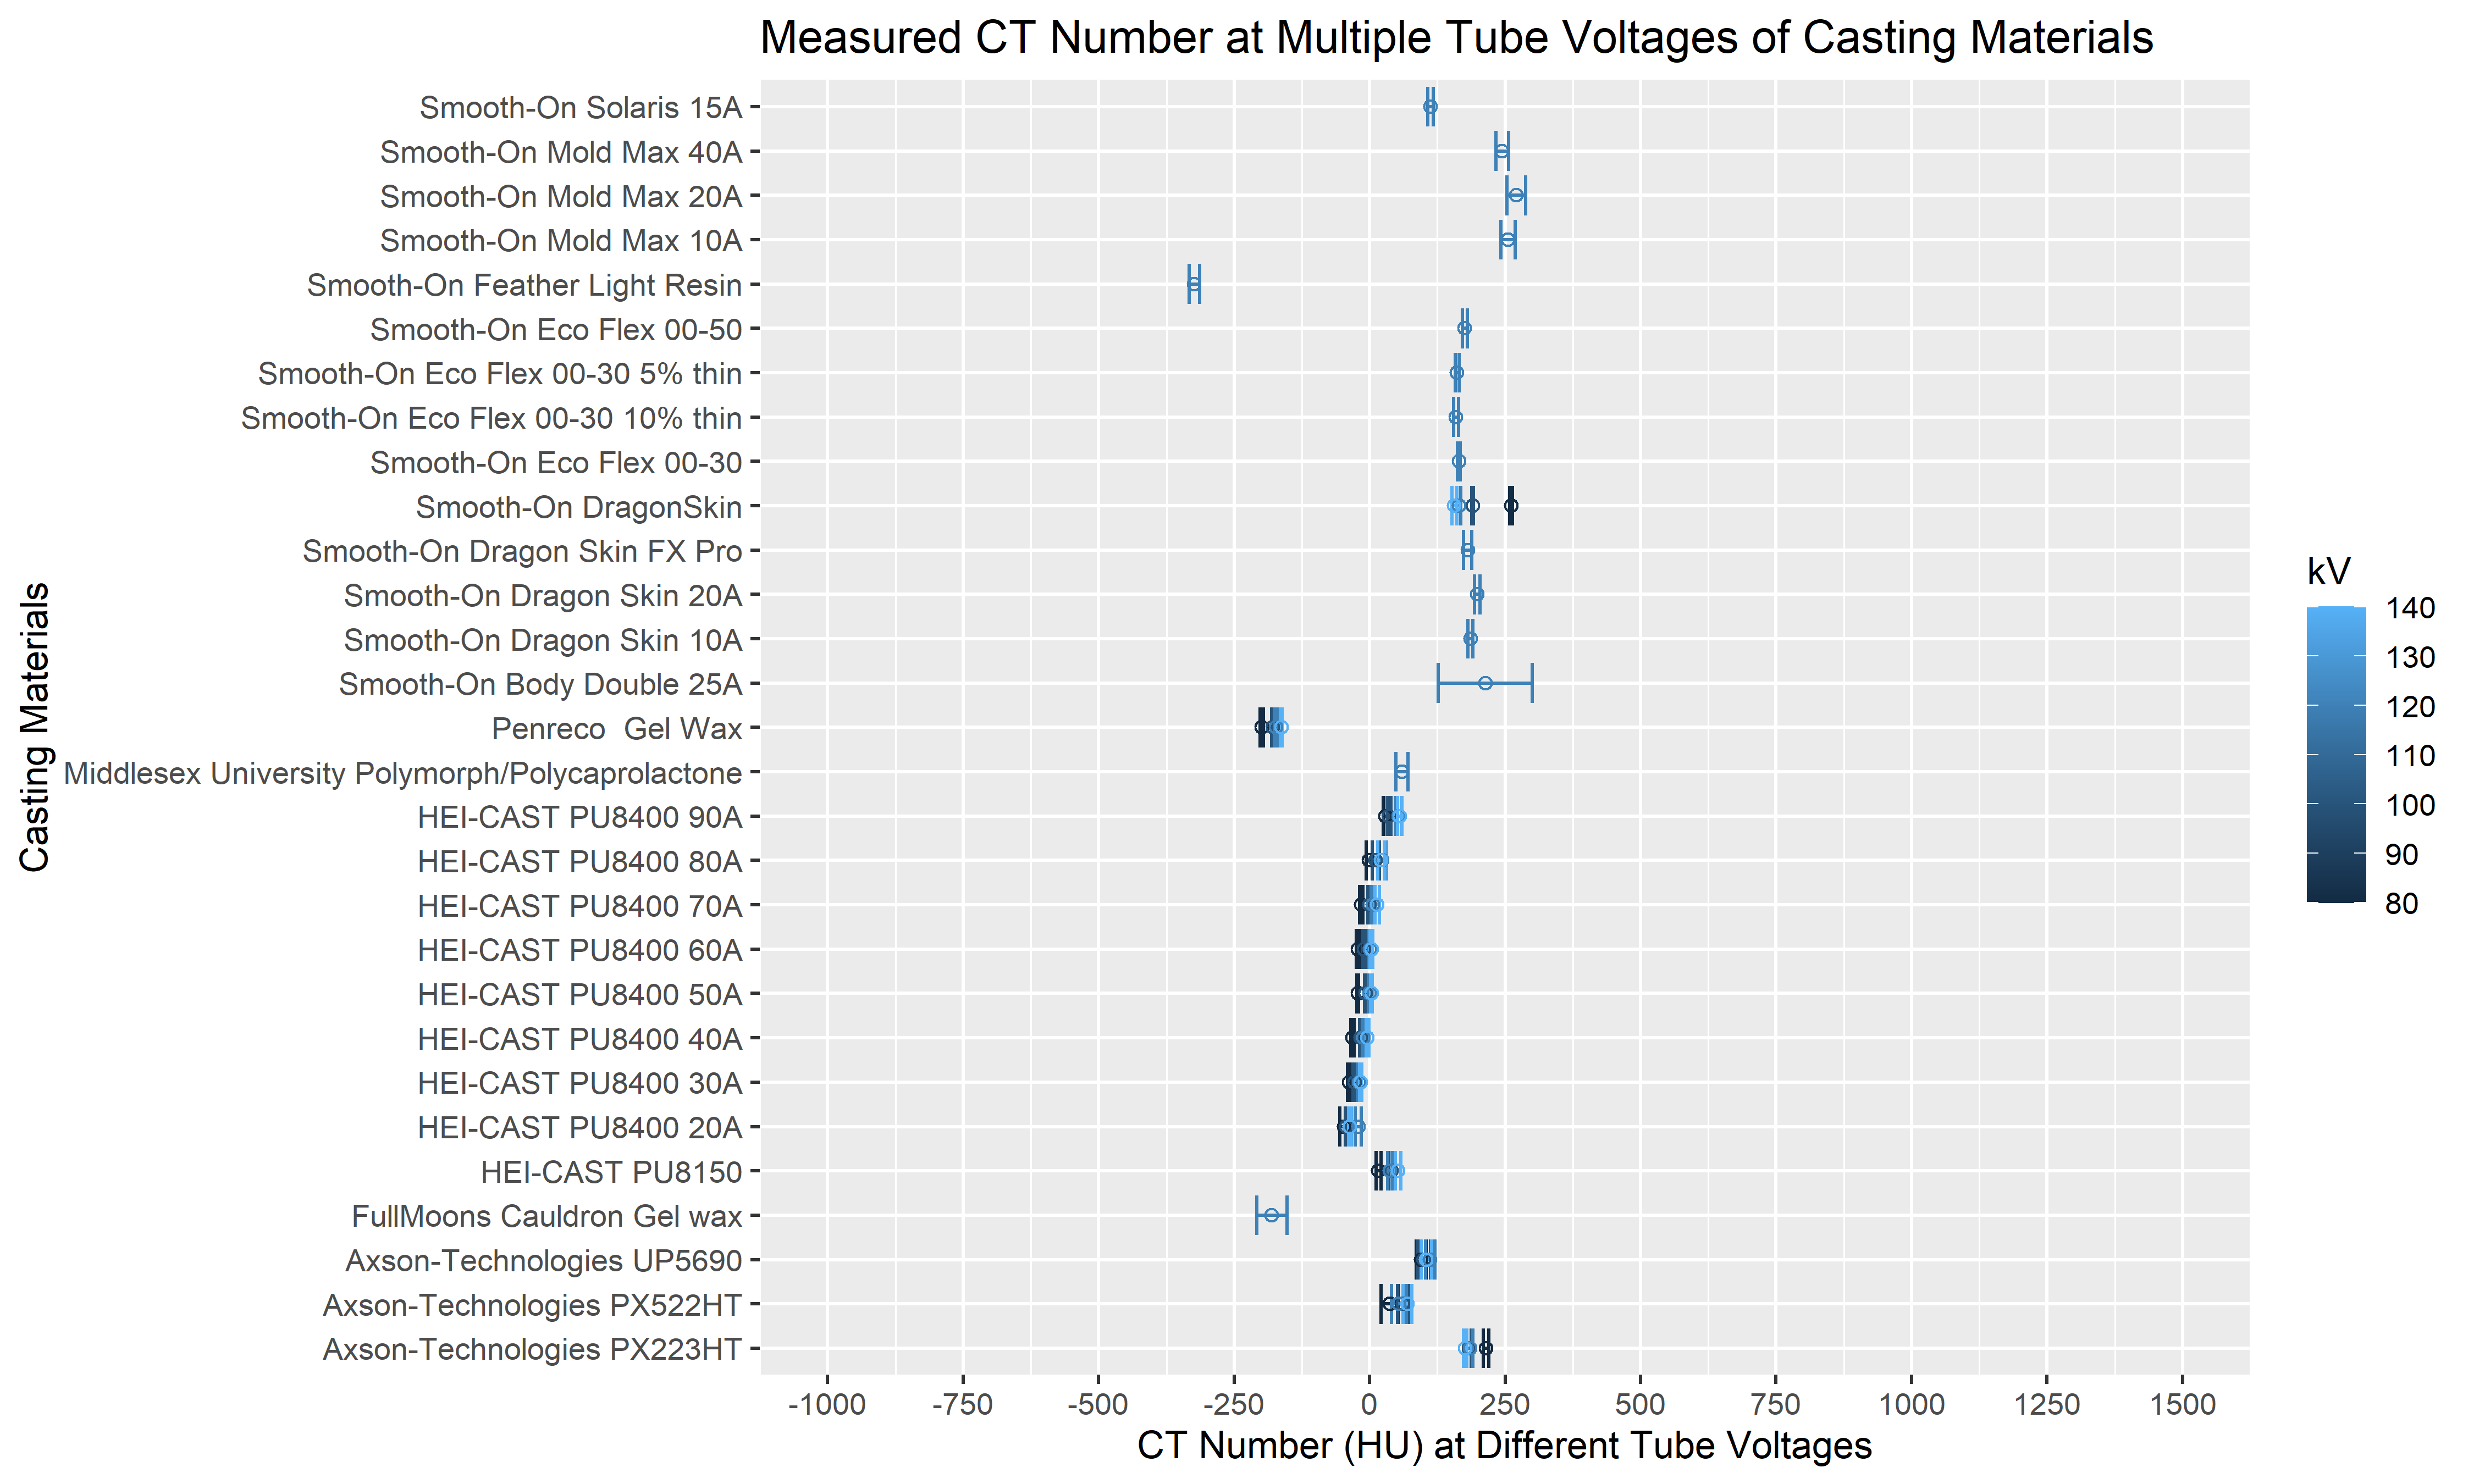 Measured CT Number at Multiple Tube Voltages of Casting Materials
Casting Materials
Smooth-On Solaris 15A
Smooth-On Mold Max 40A
Smooth-On Mold Max 20A
Smooth-On Mold Max 10A
Smooth-On Feather Light Resin
Smooth-On Eco Flex 00-50
Smooth-On Eco Flex 00-30 5% thin
Smooth-On Eco Flex 00-30 10% thin
Smooth-On Eco Flex 00-30
Smooth-On DragonSkin
Smooth-On Dragon Skin FX Pro
Smooth-On Dragon Skin 20A
Smooth-On Dragon Skin 10A
Smooth-On Body Double 25A
Penreco  Gel Wax
Middlesex University Polymorph/Polycaprolactone
HEI-CAST PU8400 90A
HEI-CAST PU8400 80A
HEI-CAST PU8400 70A
HEI-CAST PU8400 60A
HEI-CAST PU8400 50A
HEI-CAST PU8400 40A
HEI-CAST PU8400 30A
HEI-CAST PU8400 20A
HEI-CAST PU8150
FullMoons Cauldron Gel wax
Axson-Technologies UP5690
Axson-Technologies PX522HT
Axson-Technologies PX223HT
-1000 -750 -500 -250 0 250 500 750 1000 1250 1500
CT Number (HU) at Different Tube Voltages
kV
140
130
120
110
100
90
80